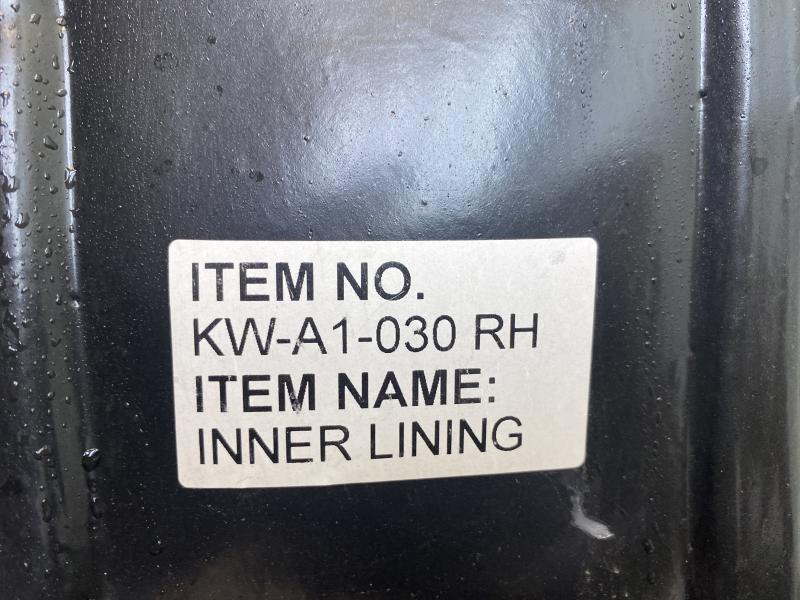 ITEM NO.
KW-A1-030 RH
ITEM NAME:
INNER LINING